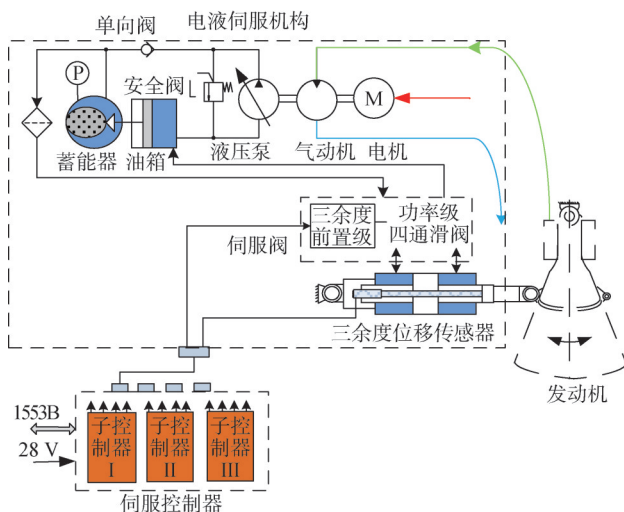 单向阀
电液伺服机构
P
安全阀
M
蓄能器
油箱
液压泵
气动机
电机
三余度
前置级
功率级
四通滑阀
伺服阀
三余度位移传感器
发动机
1553B
28 V
子控
制器
I
子控
制器
II
子控
制器
III
伺服控制器